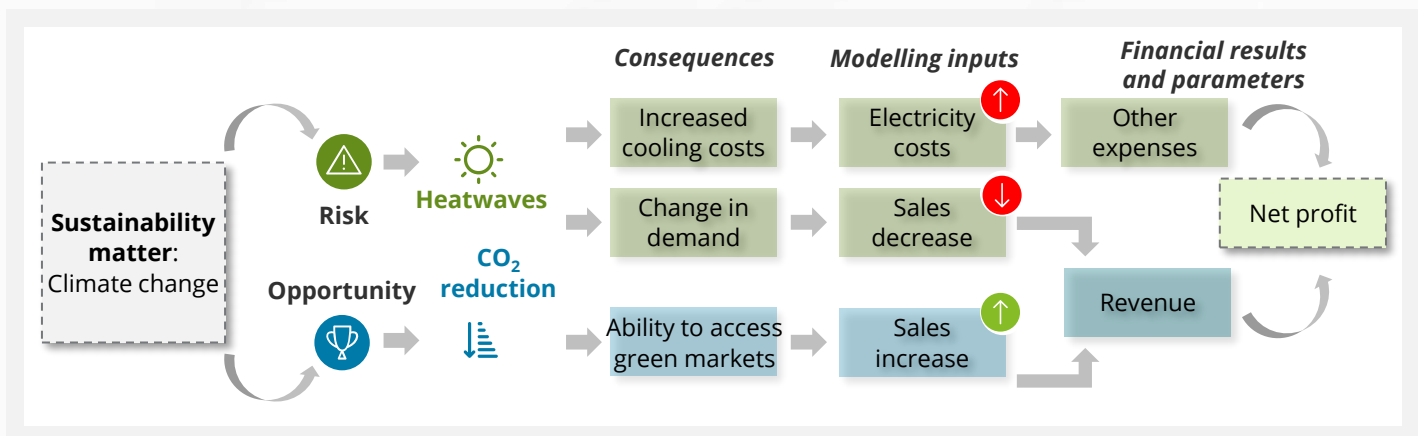 Consequences
Modelling inputs
Financial results
and parameters
Sustainability
matter:
Climate change
Risk
Heatwaves
Increased
cooling costs
Electricity
costs
Other
expenses
Change in
demand
Sales
decrease
Net profit
Opportunity
CO₂
reduction
Ability to access
green markets
Sales
increase
Revenue